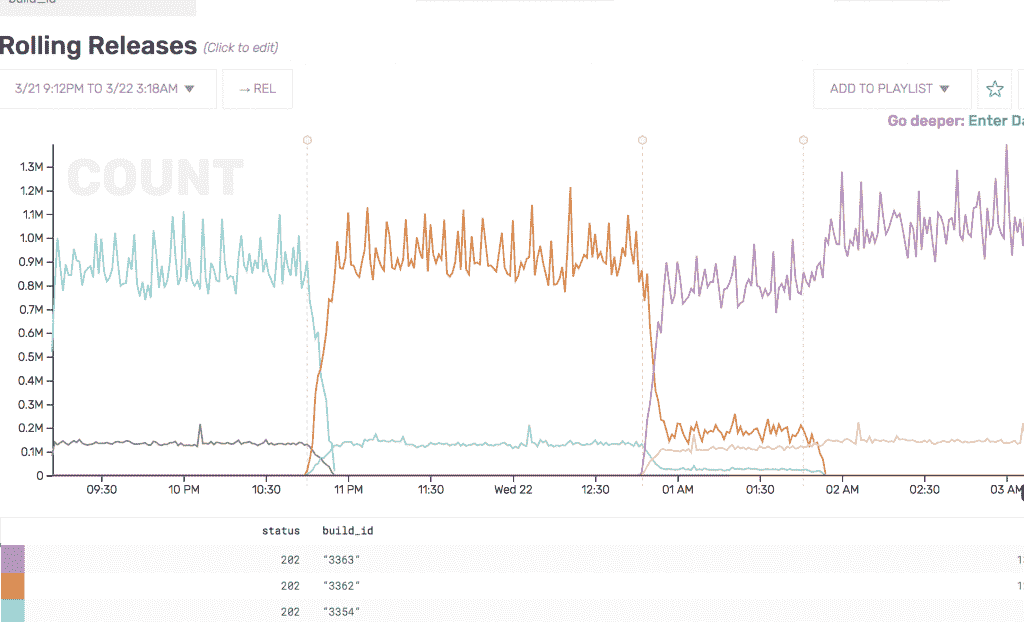 build_id
Rolling Releases (Click to edit)
3/21 9:12PM TO 3/22 3:18AM ▼ → REL ADD TO PLAYLIST ▼
Go deeper: Enter Da
COUNT
1.3M
1.2M
1.1M
1.0M
0.9M
0.8M
0.7M
0.6M
0.5M
0.4M
0.3M
0.2M
0.1M
0
09:30 10 PM 10:30 11 PM 11:30 Wed 22 12:30 01 AM 01:30 02 AM 02:30 03 AM
status build_id
202 "3363"
202 "3362"
202 "3354"